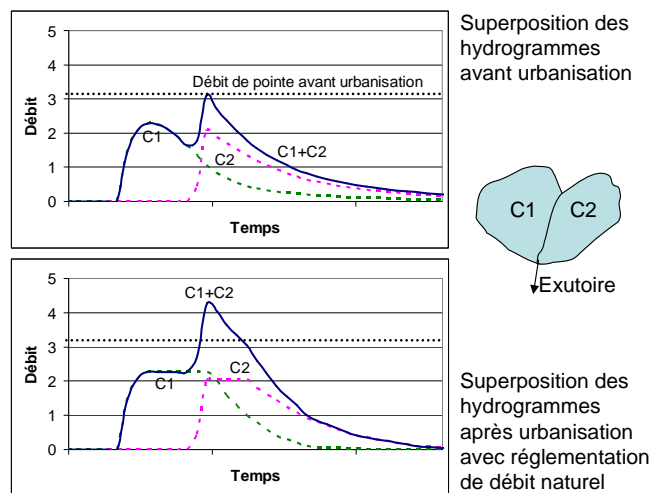 Superposition des
hydrogrammes
avant urbanisation
5
4
3
2
1
0
Débit
Débit de pointe avant urbanisation
C1
C2
C1+C2
Temps
C1
C2
Exutoire
5
4
3
2
1
0
Débit
C1+C2
C1
C2
Temps
Superposition des
hydrogrammes
après urbanisation
avec réglementation
de débit naturel